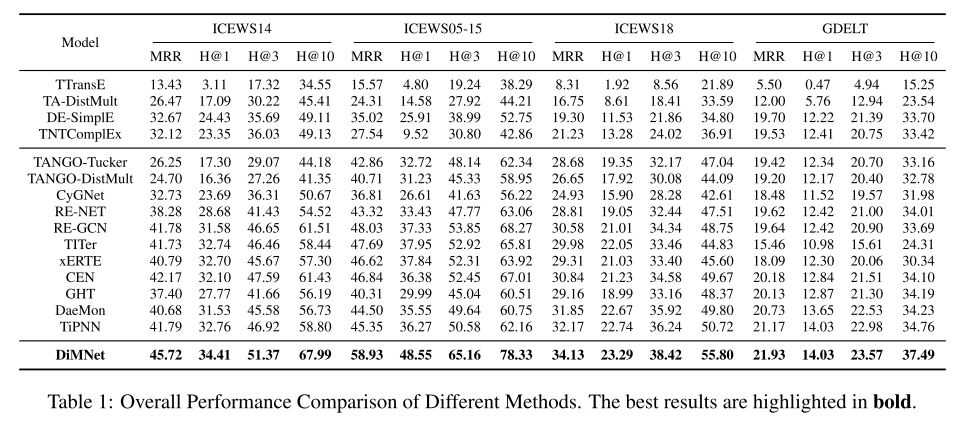 Model ICEWS14 ICEWS05-15 ICEWS18 GDELT
MRR H@1 H@3 H@10 MRR H@1 H@3 H@10 MRR H@1 H@3 H@10 MRR H@1 H@3 H@10
TTransE 13.43 3.11 17.32 34.55 15.57 4.80 19.24 38.29 8.31 1.92 8.56 21.89 5.50 0.47 4.94 15.25
TA-DistMult 26.47 17.09 30.22 45.41 24.31 14.58 27.92 44.21 16.75 8.61 18.41 33.59 12.00 5.76 12.94 23.54
DE-SimplE 32.67 24.43 35.69 49.11 35.02 25.91 38.99 52.75 19.30 11.53 21.86 34.80 19.70 12.22 21.39 33.70
TNTComplEx 32.12 23.35 36.03 49.13 27.54 9.52 30.80 42.86 21.23 13.28 24.02 36.91 19.53 12.41 20.75 33.42
TANGO-Tucker 26.25 17.30 29.07 44.18 42.86 32.72 48.14 62.34 28.68 19.35 32.17 47.04 19.42 12.34 20.70 33.16
TANGO-DistMult 24.70 16.36 27.26 41.35 40.71 31.23 45.33 58.95 26.65 17.92 30.08 44.09 19.20 12.17 20.40 32.78
CyGNet 32.73 23.69 36.31 50.67 36.81 26.61 41.63 56.22 24.93 15.90 28.28 42.61 18.48 11.52 19.57 31.98
RE-NET 38.28 28.68 41.43 54.52 43.32 33.43 47.77 63.06 28.81 19.05 32.44 47.51 19.62 12.42 21.00 34.01
RE-GCN 41.78 31.58 46.65 61.51 48.03 37.33 53.85 68.27 30.58 21.01 34.34 48.75 19.64 12.42 20.90 33.69
TITer 41.73 32.74 46.46 58.44 47.69 37.95 52.92 65.81 29.98 22.05 33.46 44.83 15.46 10.98 15.61 24.31
xERTE 40.79 32.70 45.67 57.30 46.62 37.84 52.31 63.92 29.31 21.03 33.40 45.60 18.09 12.30 20.06 30.34
CEN 42.17 32.10 47.59 61.43 46.84 36.38 52.45 67.01 30.84 21.23 34.58 49.67 20.18 12.84 21.51 34.10
GHT 37.40 27.77 41.66 56.19 40.31 29.99 45.04 60.51 29.16 18.99 33.16 48.37 20.13 12.87 21.30 34.19
DaeMon 40.68 31.53 45.58 56.73 44.50 35.55 49.64 60.75 31.85 22.67 35.92 49.80 20.73 13.65 22.53 34.23
TiPNN 41.79 32.76 46.92 58.80 45.35 36.27 50.58 62.16 32.17 22.74 36.24 50.72 21.17 14.03 22.98 34.76
DiMNet 45.72 34.41 51.37 67.99 58.93 48.55 65.16 78.33 34.13 23.29 38.42 55.80 21.93 14.03 23.57 37.49
Table 1: Overall Performance Comparison of Different Methods. The best results are highlighted in bold.